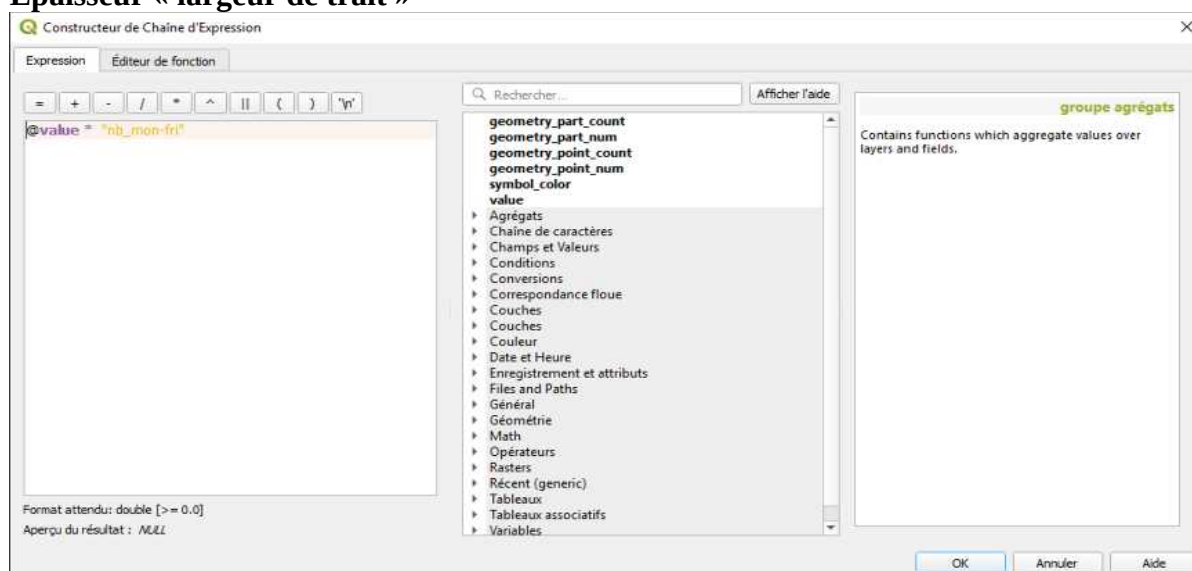 Épaisseur « largeur de trait »
Constructeur de Chaîne d'Expression
Expression Éditeur de fonction
= + - / * ^ || ( ) '\n'
@value * "nb_mon-fri"
Format attendu: double [>= 0.0]
Aperçu du résultat : NULL
Rechercher... Afficher l'aide
geometry_part_count
geometry_part_num
geometry_point_count
geometry_point_num
symbol_color
value
Agrégats
Chaîne de caractères
Champs et Valeurs
Conditions
Conversions
Correspondance floue
Couches
Couches
Couleur
Date et Heure
Enregistrement et attributs
Files and Paths
Général
Géométrie
Math
Opérateurs
Rasters
Récent (generic)
Tableaux
Tableaux associatifs
Variables
groupe agrégats
Contains functions which aggregate values over
layers and fields.
OK Annuler Aide